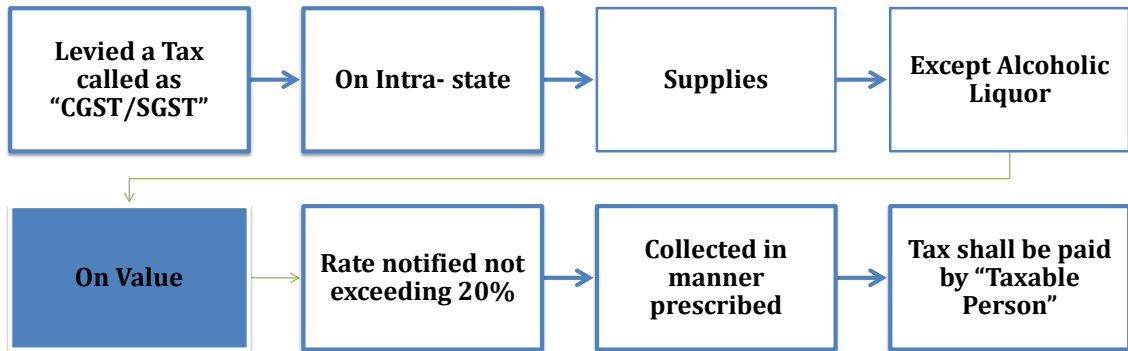 Levied a Tax
called as
“CGST/SGST”
On Intra- state
Supplies
Except Alcoholic
Liquor
On Value
Rate notified not
exceeding 20%
Collected in
manner
prescribed
Tax shall be paid
by “Taxable
Person”